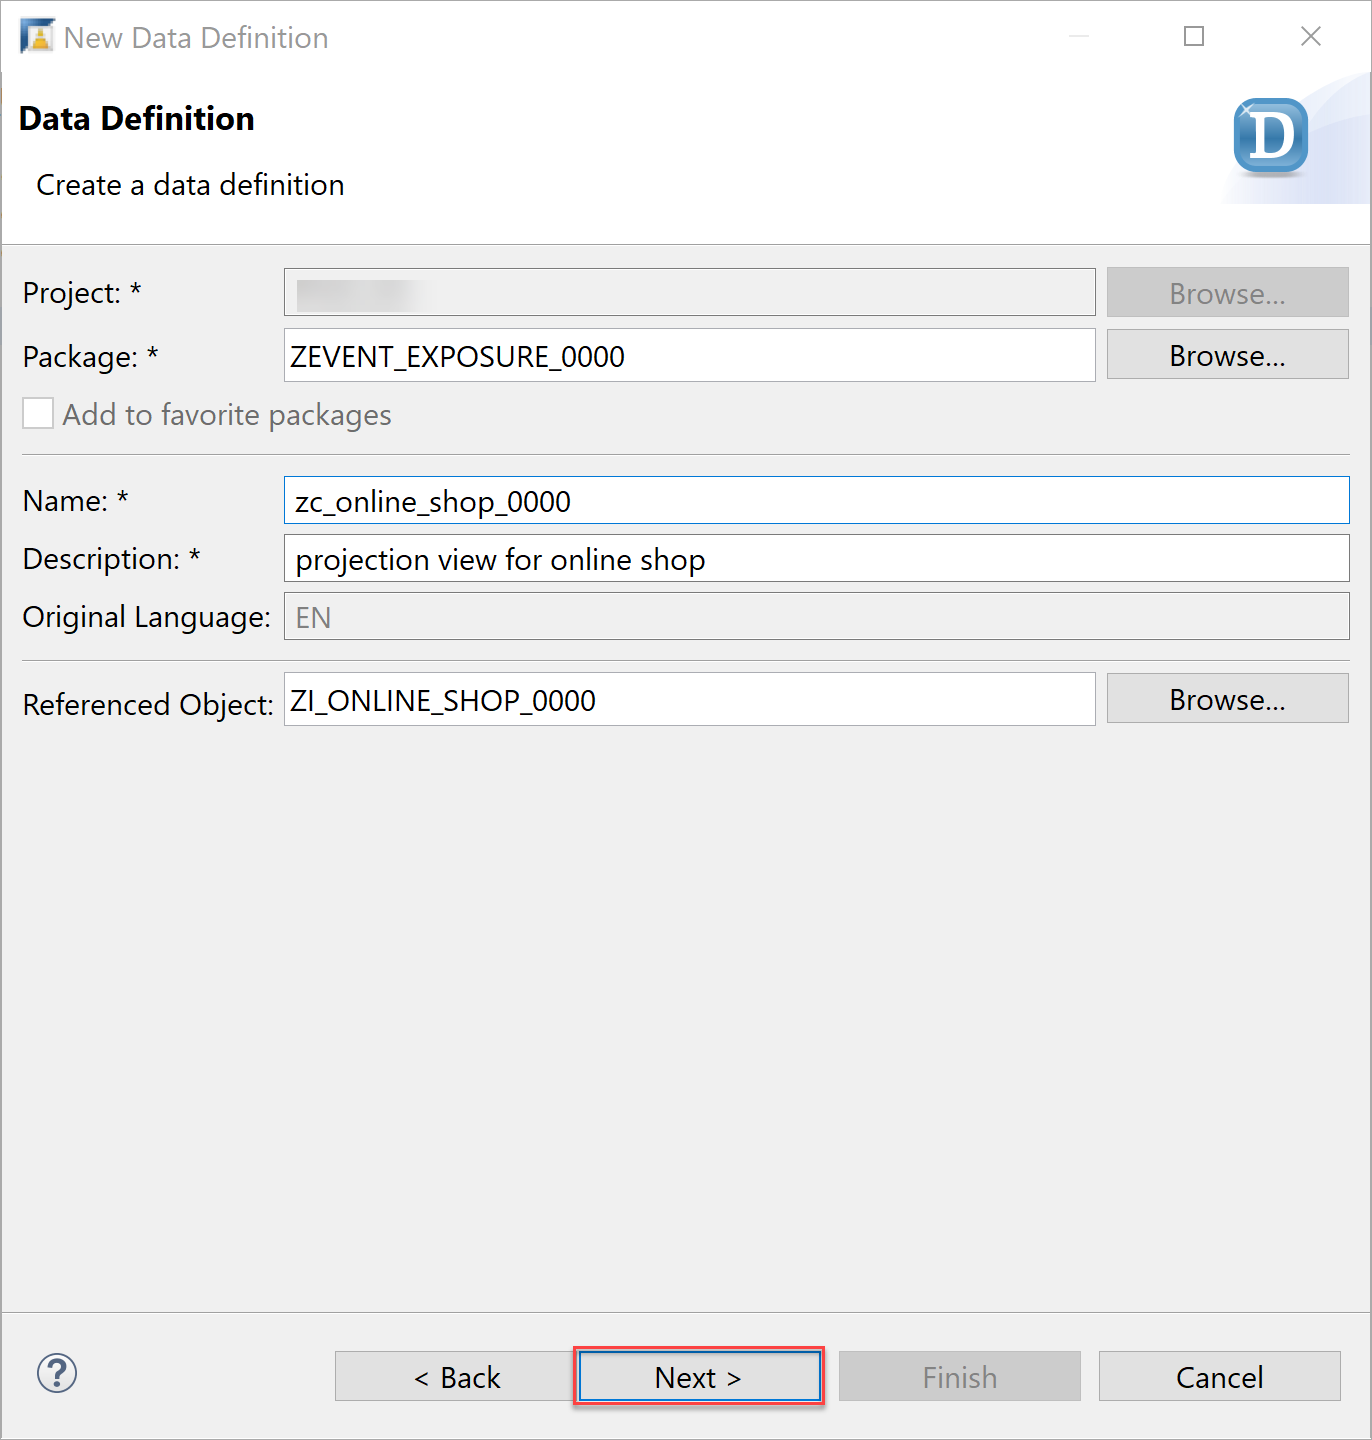 New Data Definition
Data Definition
D
Create a data definition
Project: *
Browse...
Package: * ZEVENT_EXPOSURE_0000 Browse...
Add to favorite packages
Name: * zc_online_shop_0000
Description: * projection view for online shop
Original Language: EN
Referenced Object: ZI_ONLINE_SHOP_0000 Browse...
? < Back Next > Finish Cancel